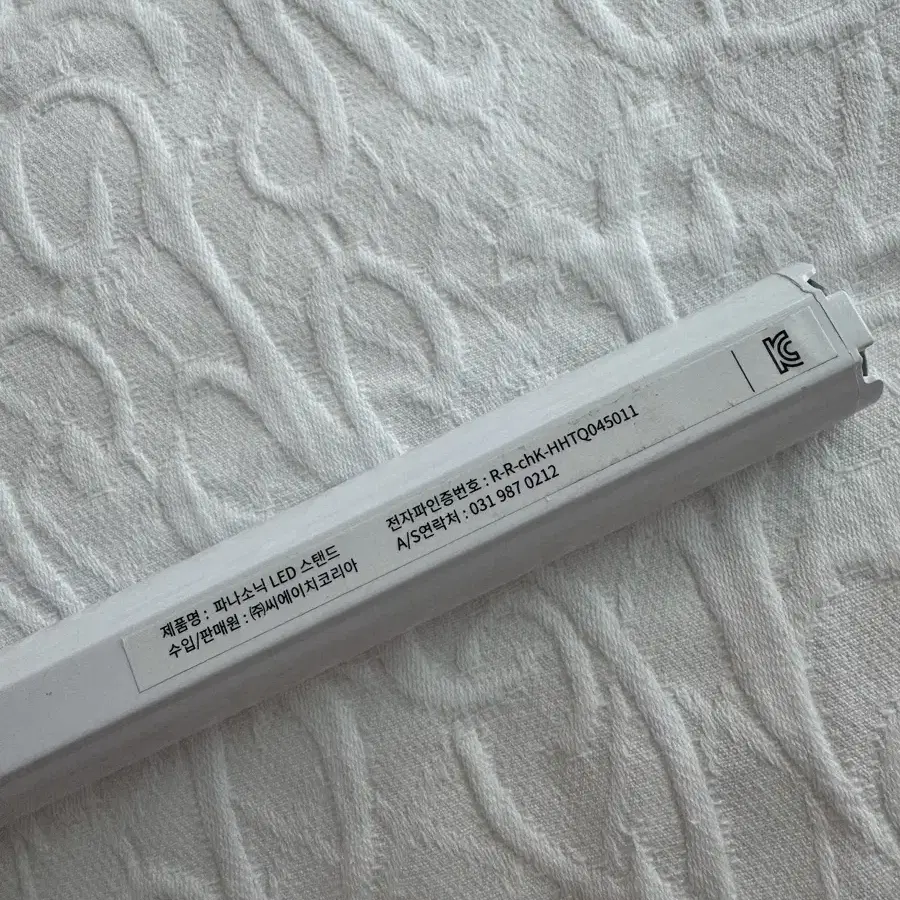 제품명 : 파나소닉 LED 스탠드
수입/판매원 : ㈜씨에이치코리아
전자파인증번호 : R-R-chK-HHTQ045011
A/S연락처 : 031 987 0212
KC